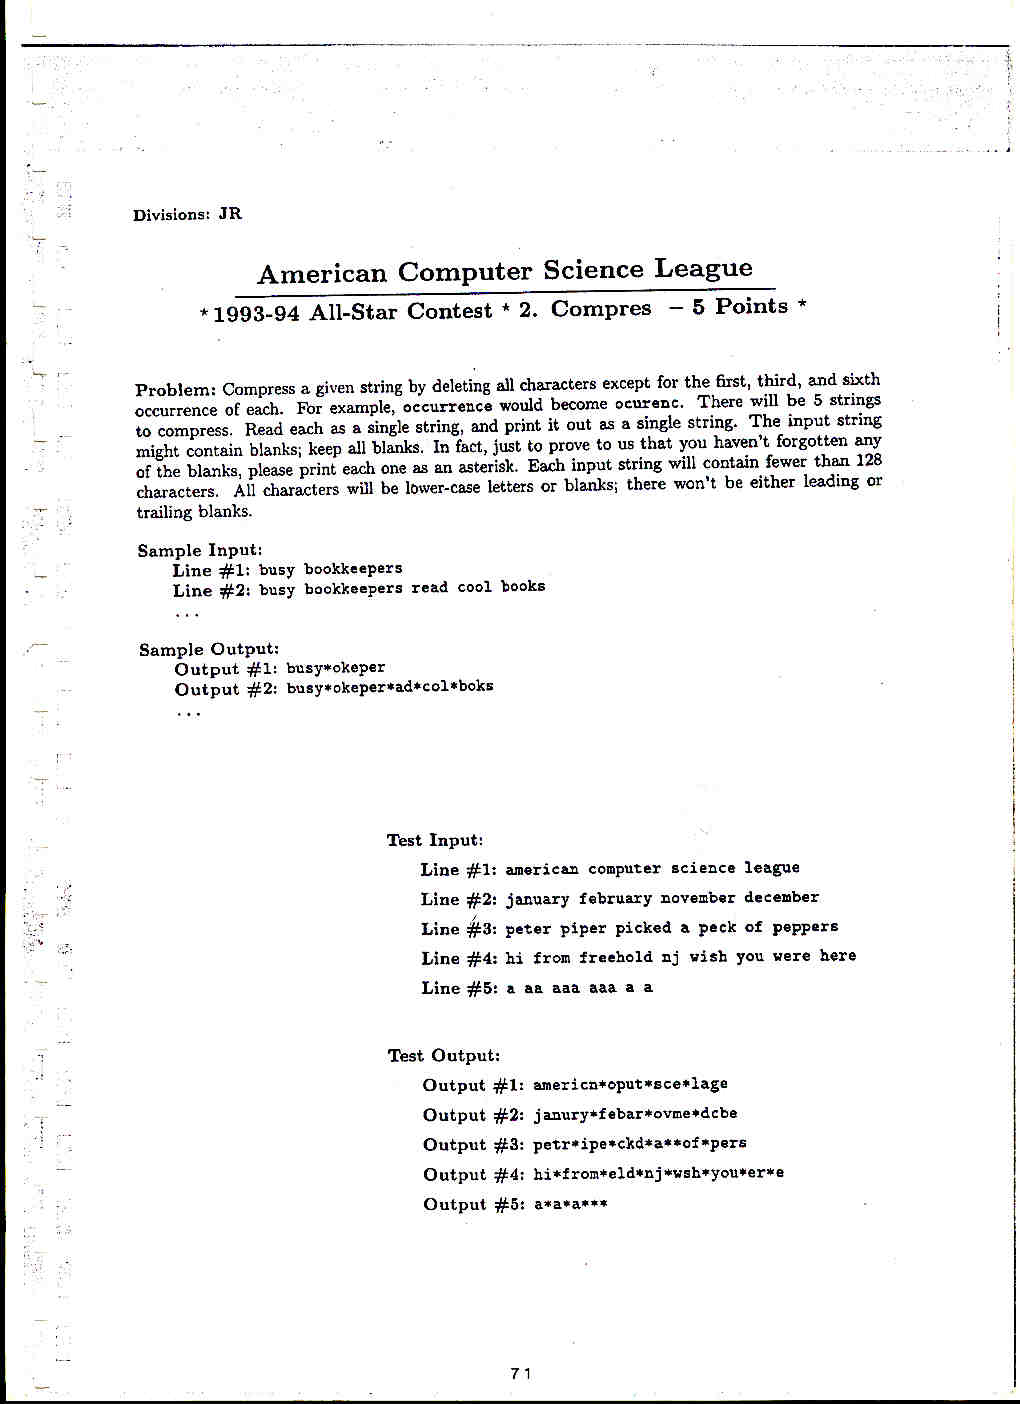 Divisions: JR
American Computer Science League
* 1993-94 All-Star Contest * 2. Compres – 5 Points *
Problem: Compress a given string by deleting all characters except for the first, third, and sixth
occurrence of each. For example, occurrence would become ocurenc. There will be 5 strings
to compress. Read each as a single string, and print it out as a single string. The input string
might contain blanks; keep all blanks. In fact, just to prove to us that you haven't forgotten any
of the blanks, please print each one as an asterisk. Each input string will contain fewer than 128
characters. All characters will be lower-case letters or blanks; there won't be either leading or
trailing blanks.
Sample Input:
Line #1: busy bookkeepers
Line #2: busy bookkeepers read cool books
...
Sample Output:
Output #1: busy*okeper
Output #2: busy*okeper*ad*col*boks
...
Test Input:
Line #1: american computer science league
Line #2: january february november december
Line #3: peter piper picked a peck of peppers
Line #4: hi from freehold nj wish you were here
Line #5: a aa aaa aaa a a
Test Output:
Output #1: americn*oput*sce*lage
Output #2: janury*febar*ovme*dcbe
Output #3: petr*ipe*ckd*a**of*pers
Output #4: hi*from*eld*nj*wsh*you*er*e
Output #5: a*a*a***
71